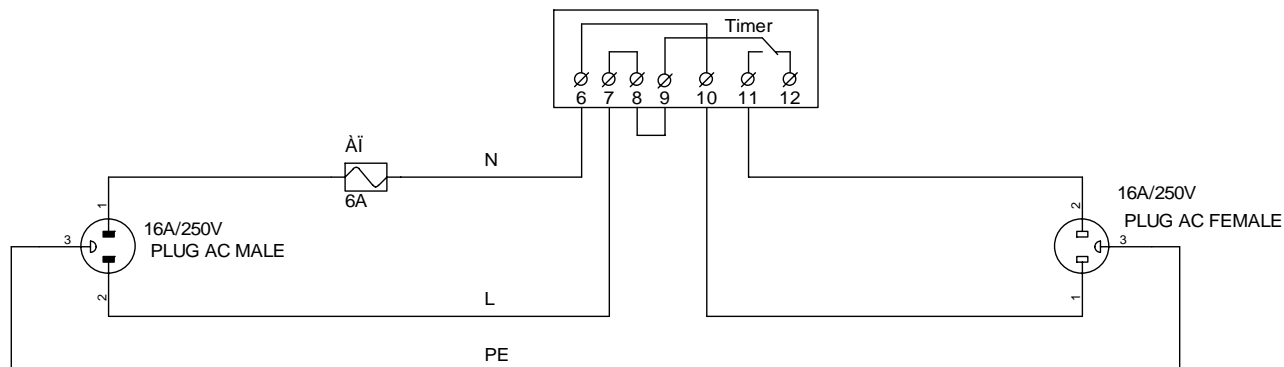 Timer
6 7 8 9 10 11 12
ÀÏ
N
6A
1
16A/250V
PLUG AC MALE
3
2
L
PE
2
16A/250V
PLUG AC FEMALE
3
1